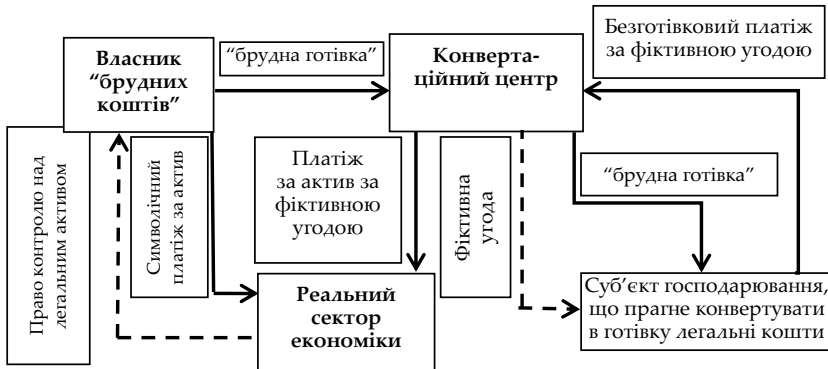 Власник
“брудних
коштів”
“брудна готівка”
Конверта-
ційний центр
Безготівковий платіж
за фіктивною угодою
Право контролю над
легальним активом
Символічний
платіж за актив
Платіж
за актив за
фіктивною
угодою
Фіктивна
угода
“брудна готівка”
Реальний
сектор
економіки
Суб’єкт господарювання,
що прагне конвертувати
в готівку легальні кошти